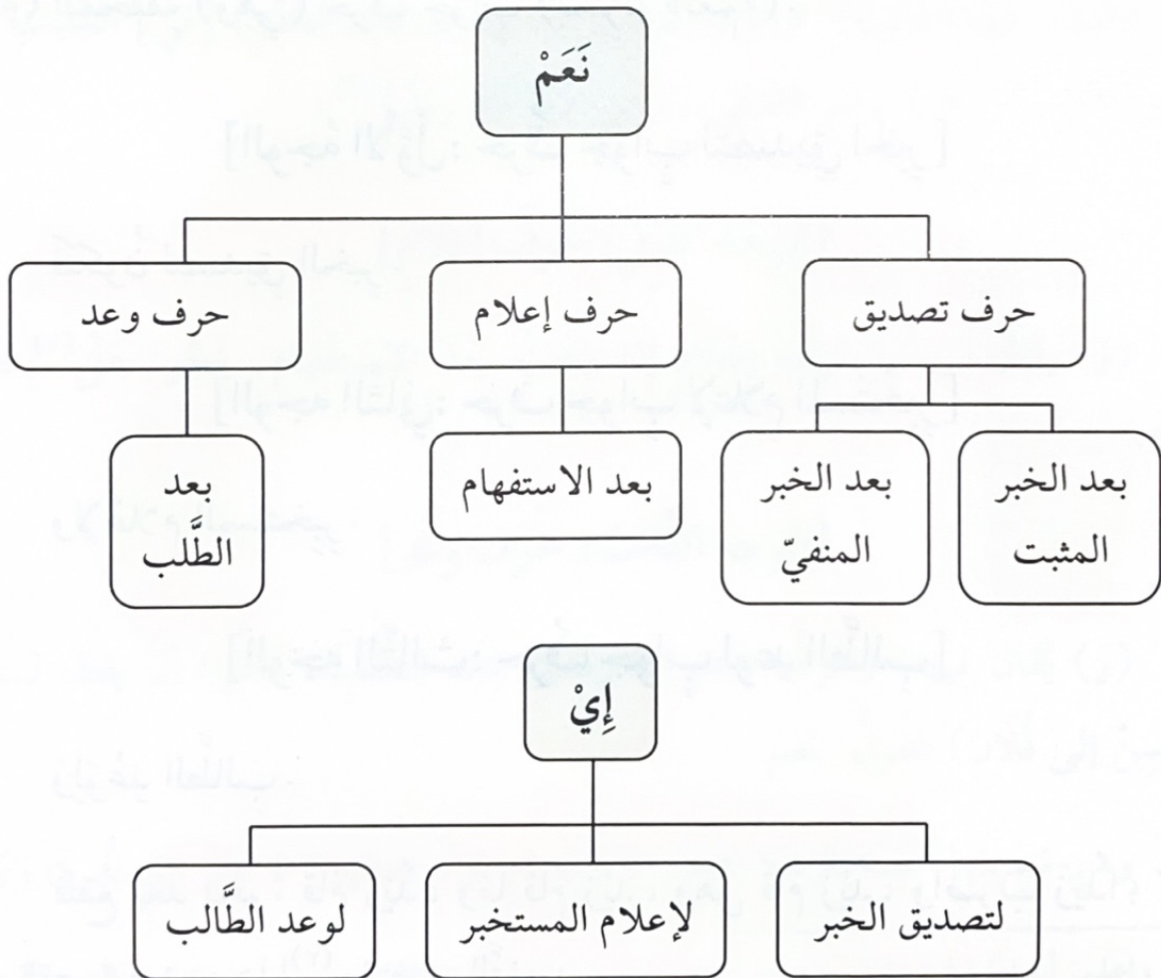 نَعَمْ
حرف تصديق
حرف إعلام
حرف وعد
بعد الخبر
المثبت
بعد الخبر
المنفيّ
بعد الاستفهام
بعد
الطَّلب
إِيْ
لتصديق الخبر
لإعلام المستخبر
لوعد الطَّالب